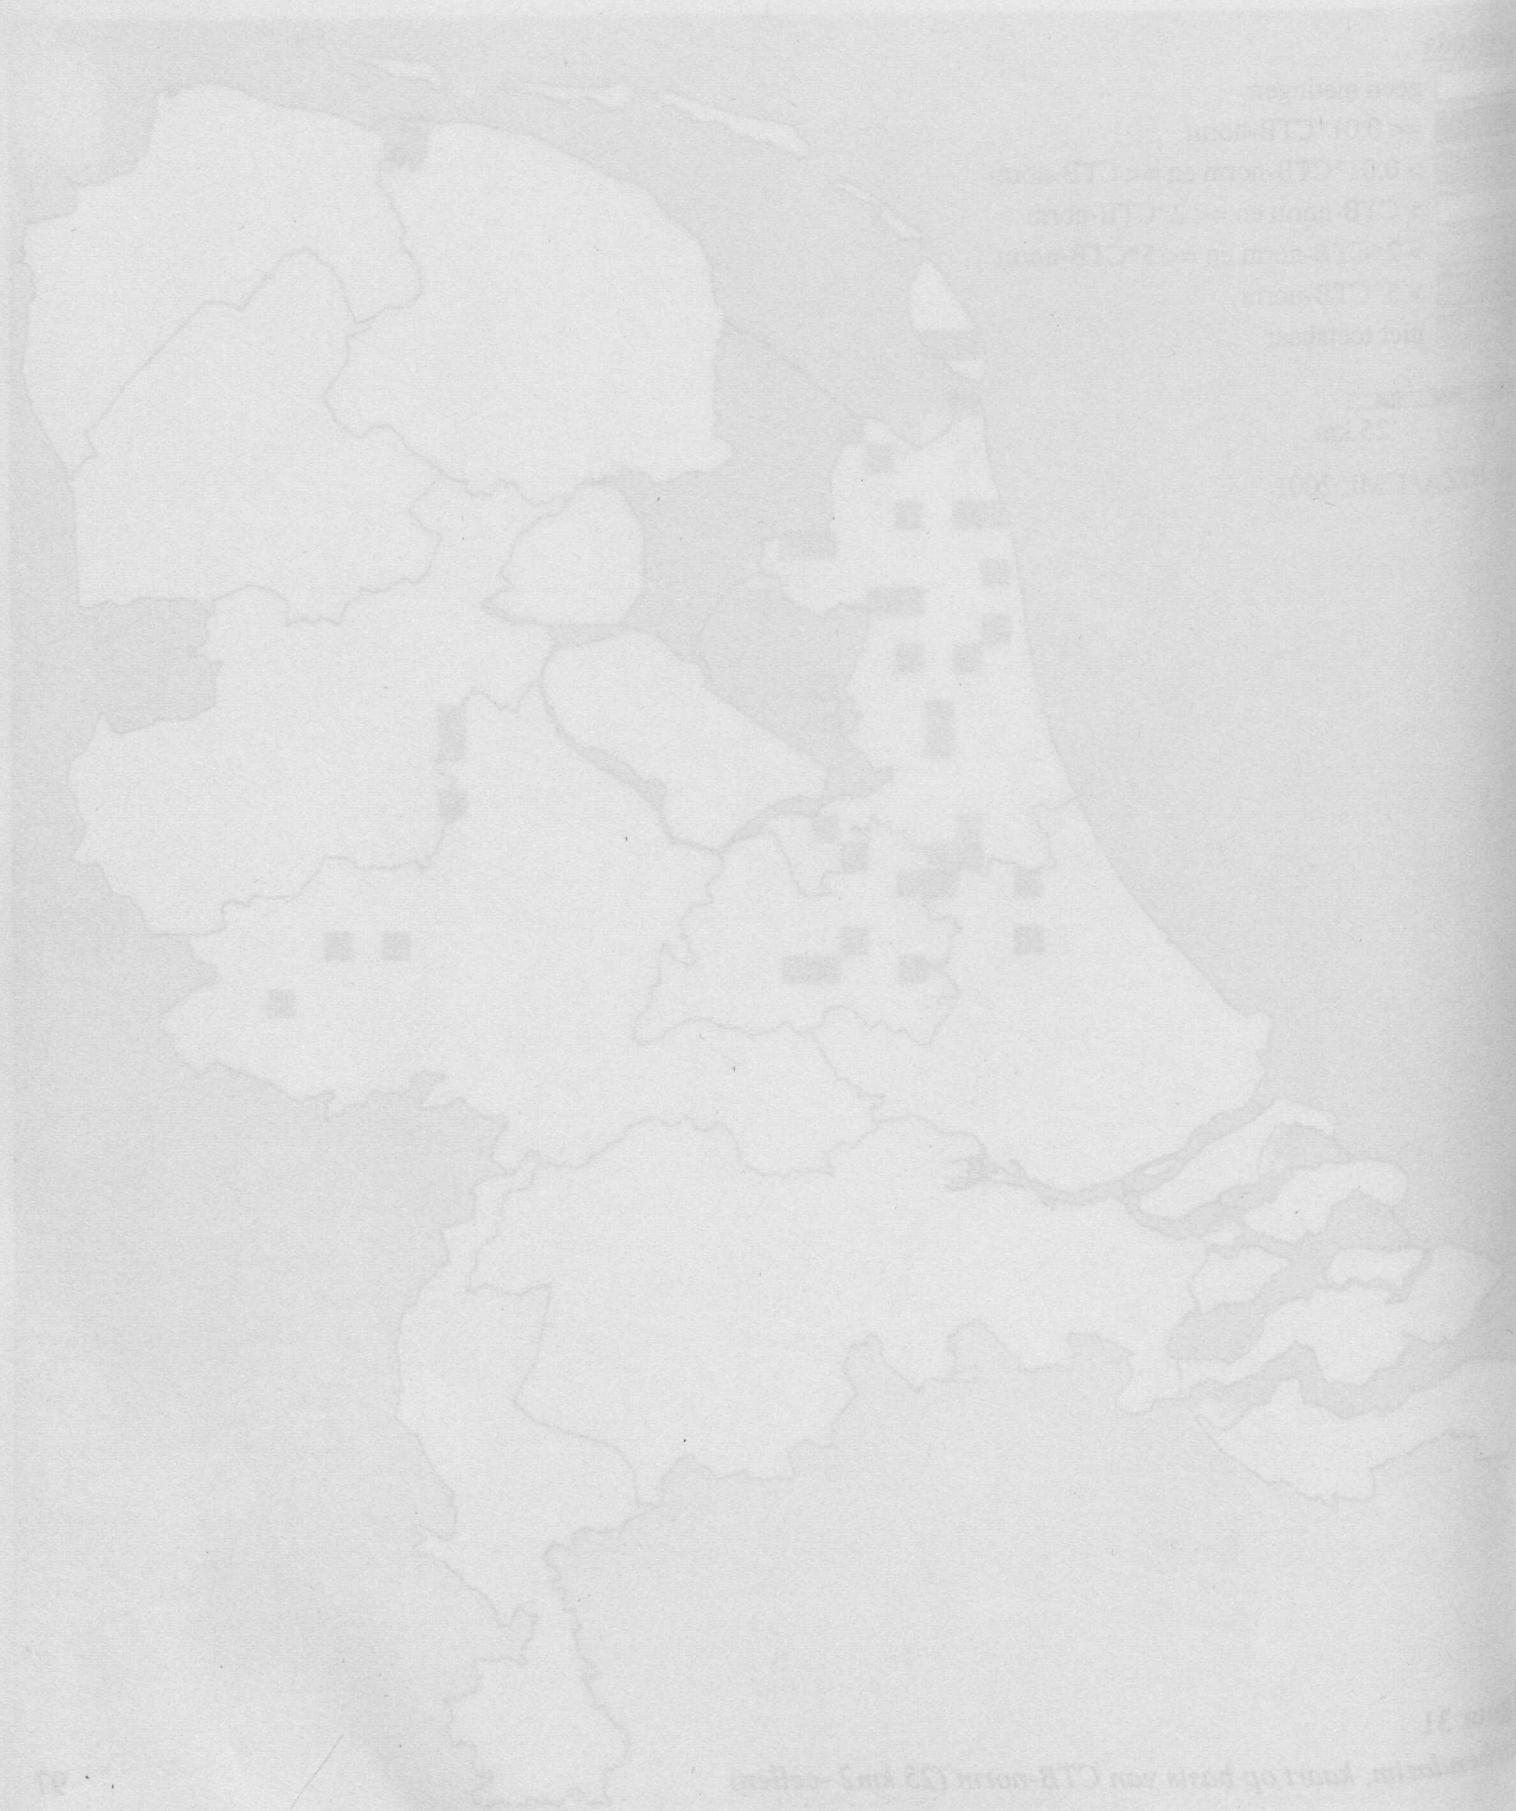 geen metingen
=< 0.01*CTB-norm
> 0.01*CTB-norm en =< CTB-norm
> CTB-norm en =< 2*CTB-norm
> 2*CTB-norm en =< 5*CTB-norm
> 5*CTB-norm
niet toetsbaar
25 km
/CML, 2001
31
kaart op basis van CTB-norm (25 km2 -cellen)
97